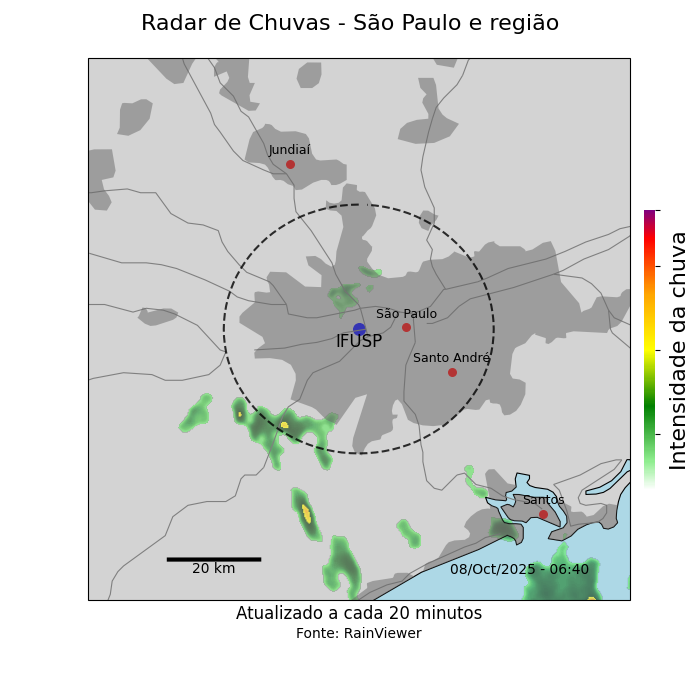 Radar de Chuvas - São Paulo e região
Jundiaí
São Paulo
IFUSP
Santo André
Santos
20 km
08/Oct/2025 - 06:40
Intensidade da chuva
Atualizado a cada 20 minutos
Fonte: RainViewer